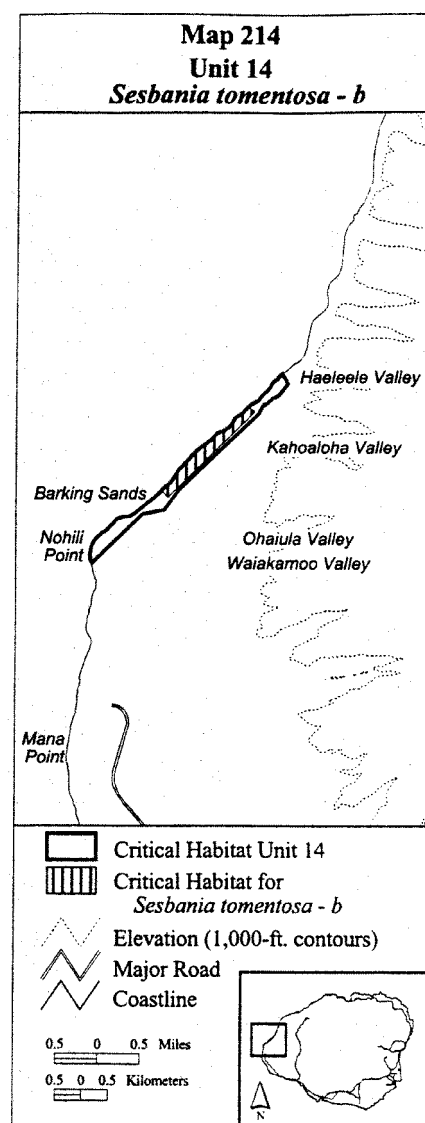 Map 214
Unit 14
Sesbania tomentosa - b
Haeleele Valley
Kahoaloha Valley
Barking Sands
Nohili
Point
Ohaiula Valley
Waiakamoo Valley
Mana
Point
Critical Habitat Unit 14
Critical Habitat for
Sesbania tomentosa - b
Elevation (1,000-ft. contours)
Major Road
Coastline
0.5 0 0.5 Miles
0.5 0 0.5 Kilometers
N